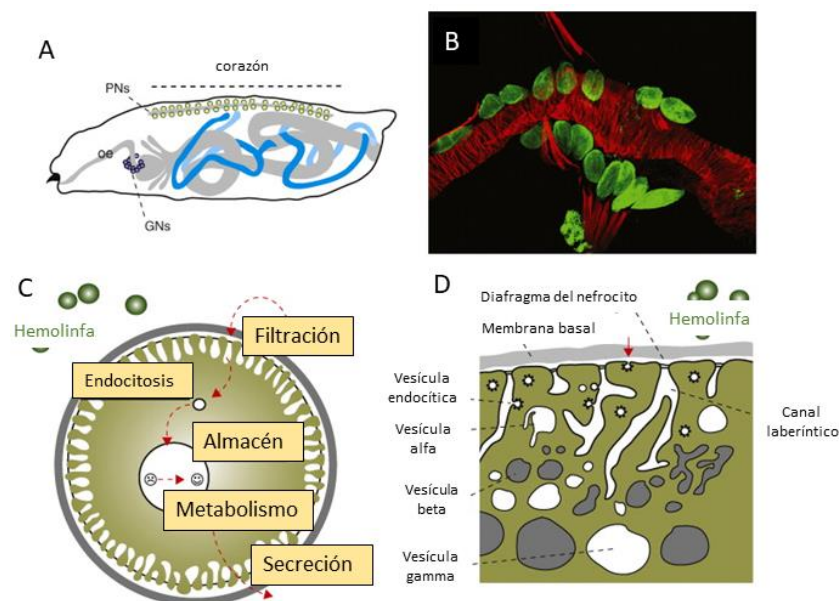 A
corazón
PNs
oe
GNs
B
C
Hemolinfa
Filtración
Endocitosis
Almacén
Metabolismo
Secreción
D
Diafragma del nefrocito
Hemolinfa
Membrana basal
Vesícula
endocítica
Vesícula
alfa
Canal
laberíntico
Vesícula
beta
Vesícula
gamma